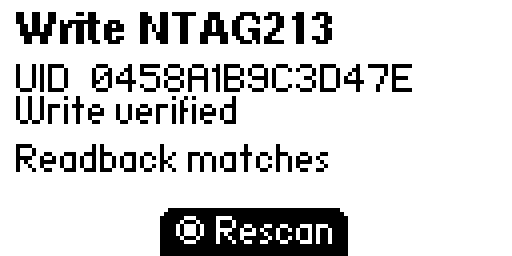 Write NTAG213
UID 0458A1B9C3D47E
Write verified
Readback matches
Rescan